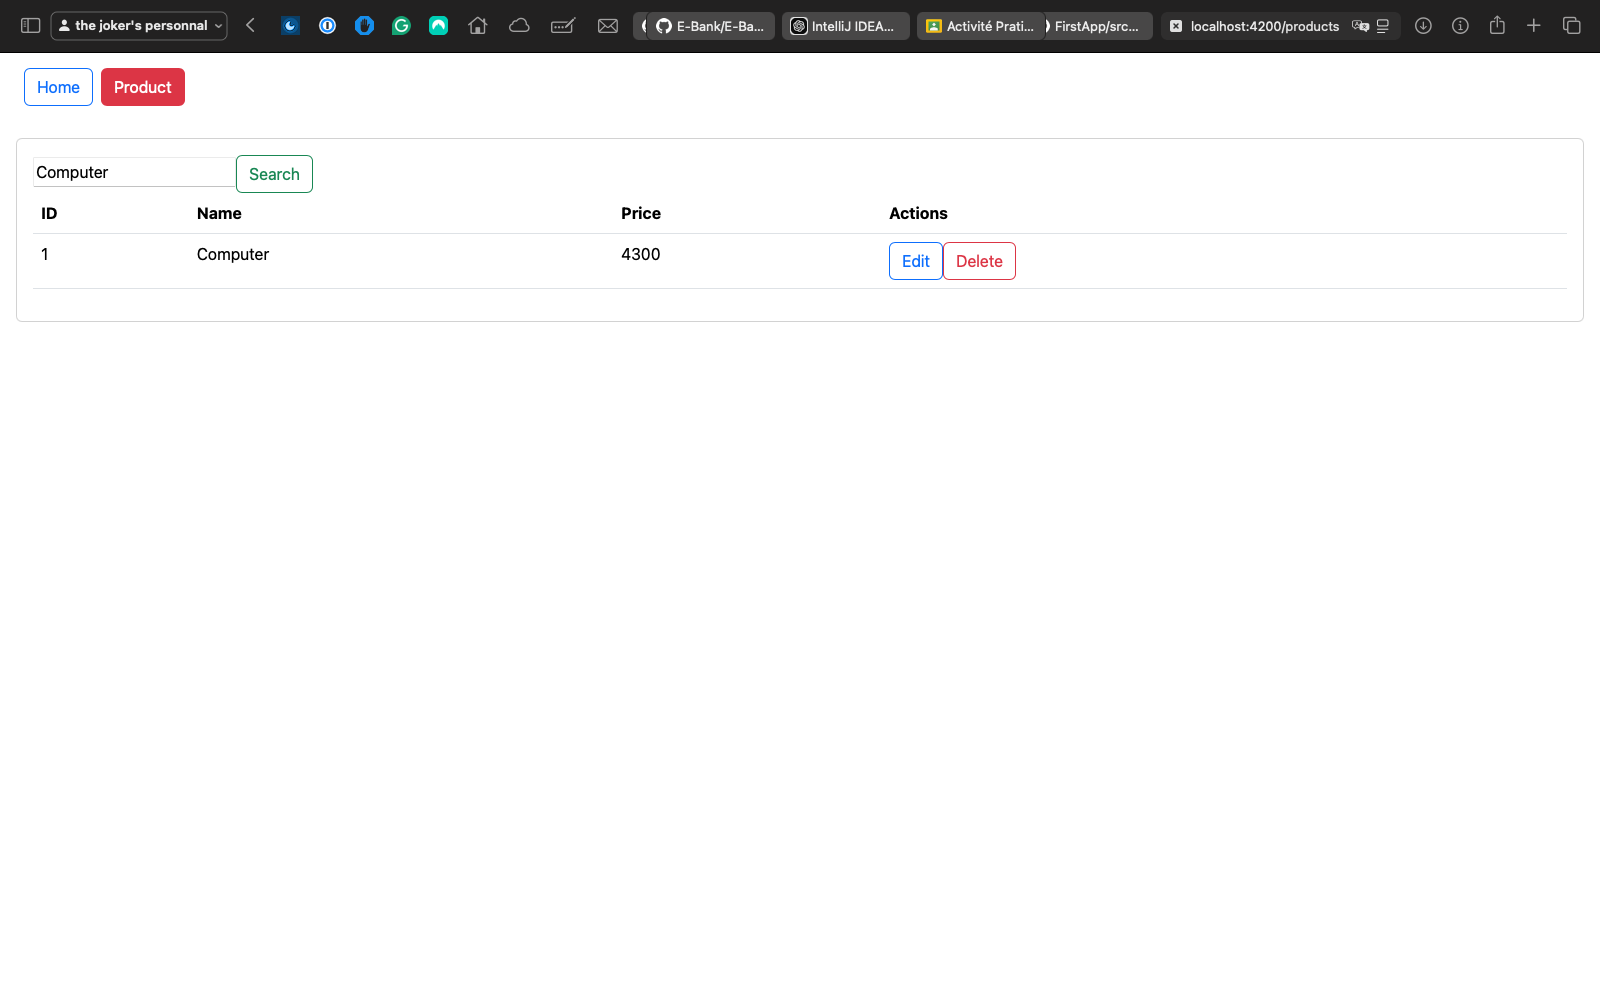 the joker's personnal E-Bank/E-Ba... IntelliJ IDEA... Activité Prati... FirstApp/src... localhost:4200/products
Home Product
Computer Search
ID Name Price Actions
1 Computer 4300 Edit Delete